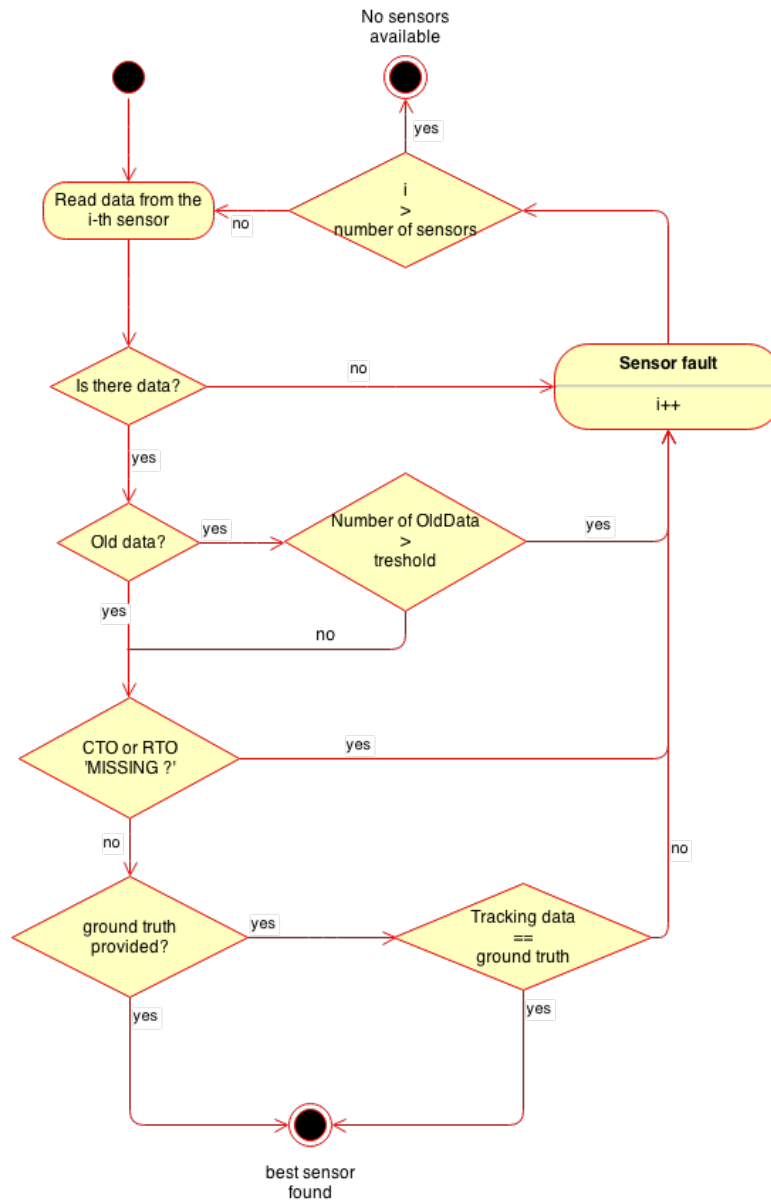 No sensors
available
yes
i
>
number of sensors
no
Read data from the
i-th sensor
Sensor fault
i++
Is there data?
no
yes
Old data?
yes
Number of OldData
>
treshold
yes
yes
no
CTO or RTO
'MISSING ?'
yes
no
no
ground truth
provided?
yes
Tracking data
==
ground truth
yes
yes
best sensor
found